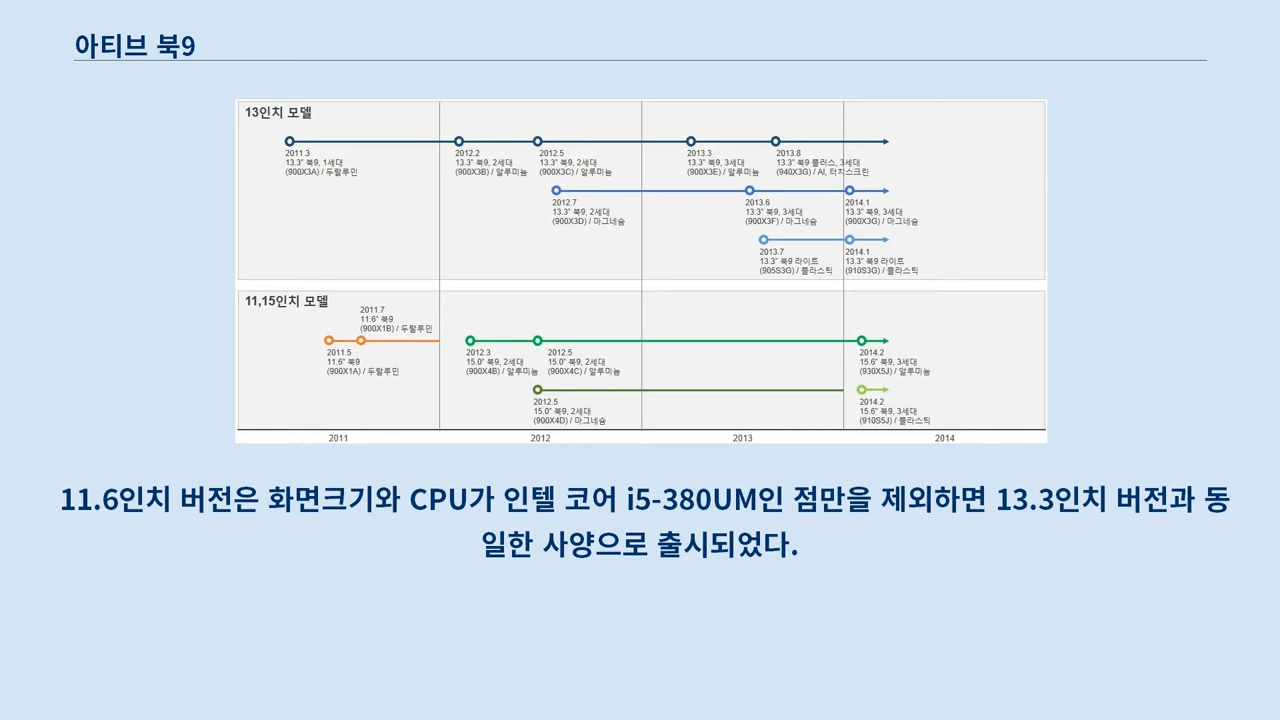 아티브 북9
13인치 모델
2011.3
13.3" 북9, 1세대
(900X3A) / 두랄루민
2012.2
13.3" 북9, 2세대
(900X3B) / 알루미늄
2012.5
13.3" 북9, 2세대
(900X3C) / 알루미늄
2013.3
13.3" 북9, 3세대
(900X3E) / 알루미늄
2013.8
13.3" 북9 플러스, 3세대
(940X3G) / Al, 터치스크린
2012.7
13.3" 북9, 2세대
(900X3D) / 마그네슘
2013.6
13.3" 북9, 3세대
(900X3F) / 마그네슘
2014.1
13.3" 북9, 3세대
(900X3G) / 마그네슘
2013.7
13.3" 북9 라이트
(905S3G) / 플라스틱
2014.1
13.3" 북9 라이트
(910S3G) / 플라스틱
11,15인치 모델
2011.7
11.6" 북9
(900X1B) / 두랄루민
2011.5
11.6" 북9
(900X1A) / 두랄루민
2012.3
15.0" 북9, 2세대
(900X4B) / 알루미늄
2012.5
15.0" 북9, 2세대
(900X4C) / 알루미늄
2014.2
15.6" 북9, 3세대
(930X5J) / 알루미늄
2012.5
15.0" 북9, 2세대
(900X4D) / 마그네슘
2014.2
15.6" 북9, 3세대
(910S5J) / 플라스틱
2011
2012
2013
2014
11.6인치 버전은 화면크기와 CPU가 인텔 코어 i5-380UM인 점만을 제외하면 13.3인치 버전과 동
일한 사양으로 출시되었다.